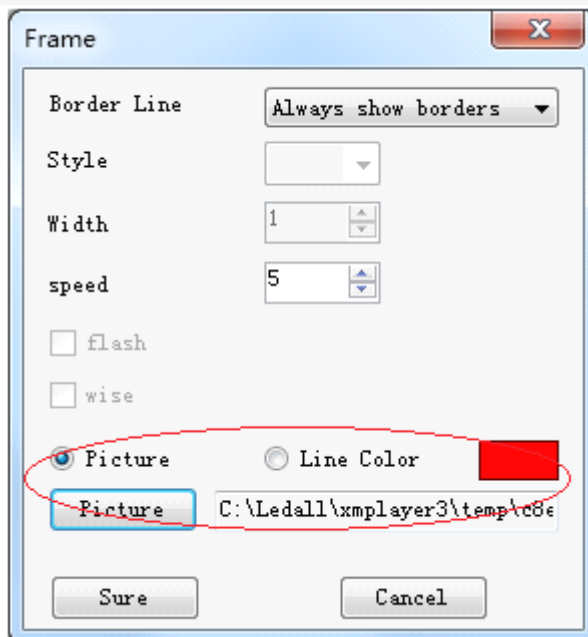 Frame
Border Line Always show borders
Style
Width 1
speed 5
flash
wise
Picture Line Color
Picture C:\Ledall\xmplayer3\temp\c8e
Sure Cancel